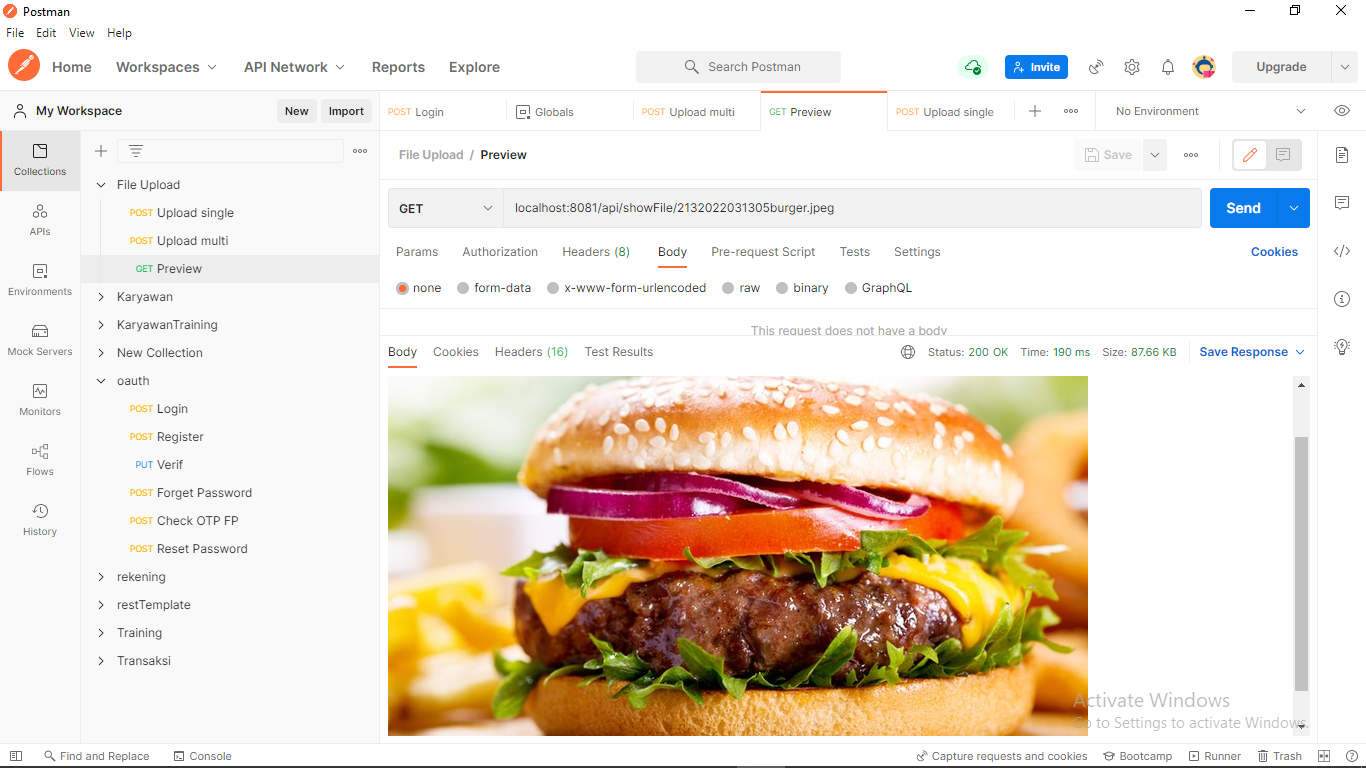 Postman
File Edit View Help
Home Workspaces API Network Reports Explore Search Postman Invite Upgrade
My Workspace New Import
POST Login Globals POST Upload multi GET Preview POST Upload single No Environment
Collections
APIs
Environments
Mock Servers
Monitors
Flows
History
File Upload
POST Upload single
POST Upload multi
GET Preview
Karyawan
KaryawanTraining
New Collection
oauth
POST Login
POST Register
PUT Verif
POST Forget Password
POST Check OTP FP
POST Reset Password
rekening
restTemplate
Training
Transaksi
File Upload / Preview Save
GET localhost:8081/api/showFile/2132022031305burger.jpeg Send
Params Authorization Headers (8) Body Pre-request Script Tests Settings Cookies
none form-data x-www-form-urlencoded raw binary GraphQL
This request does not have a body
Body Cookies Headers (16) Test Results Status: 200 OK Time: 190 ms Size: 87.66 KB Save Response
Activate Windows
Go to Settings to activate Windows.
Find and Replace Console Capture requests and cookies Bootcamp Runner Trash